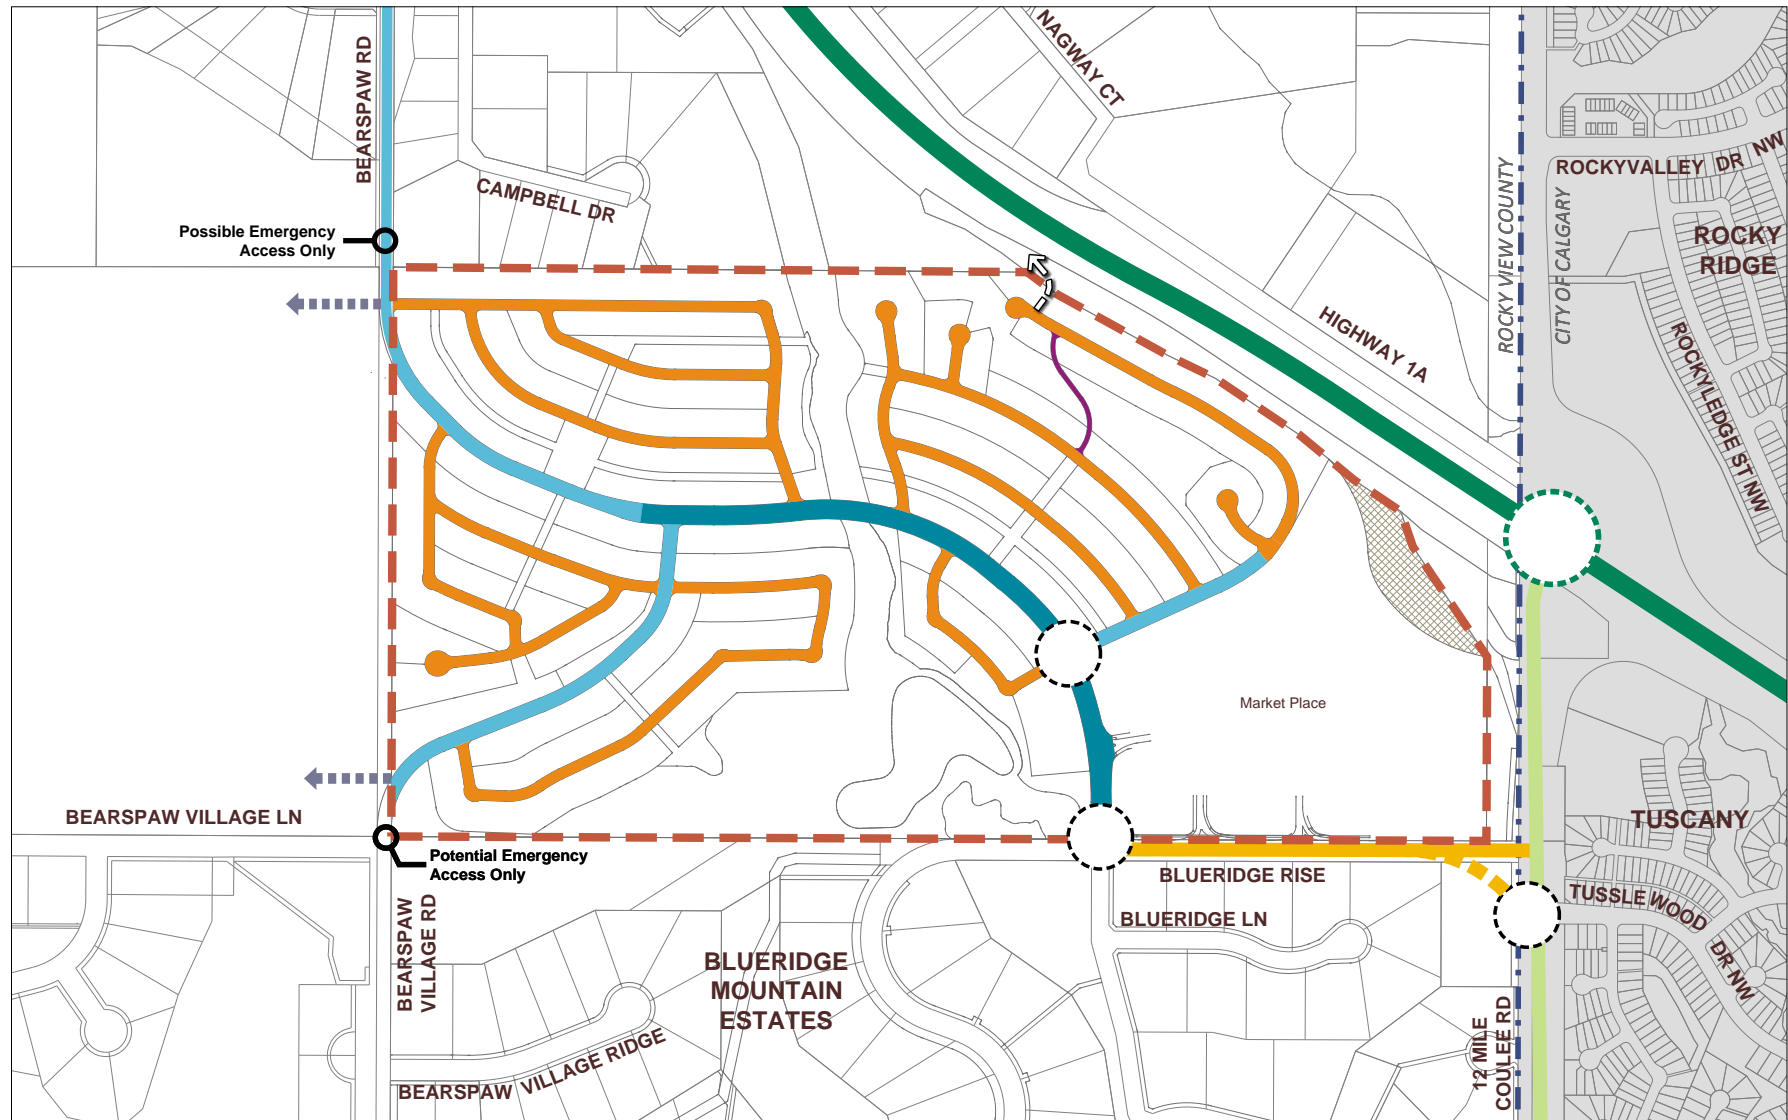 BEARSPAW RD
NAGWAY CT
CAMPBELL DR
Possible Emergency
Access Only
ROCKY VIEW COUNTY
CITY OF CALGARY
ROCKYVALLEY DR NW
ROCKY
RIDGE
HIGHWAY 1A
ROCKYLEDGE ST NW
Market Place
BEARSPAW VILLAGE LN
Potential Emergency
Access Only
BEARSPAW
VILLAGE RD
BLUERIDGE RISE
BLUERIDGE LN
TUSCANY
TUSSLEWOOD DR NW
BLUERIDGE
MOUNTAIN
ESTATES
BEARSPAW VILLAGE RIDGE
12 MILE
COULEE RD